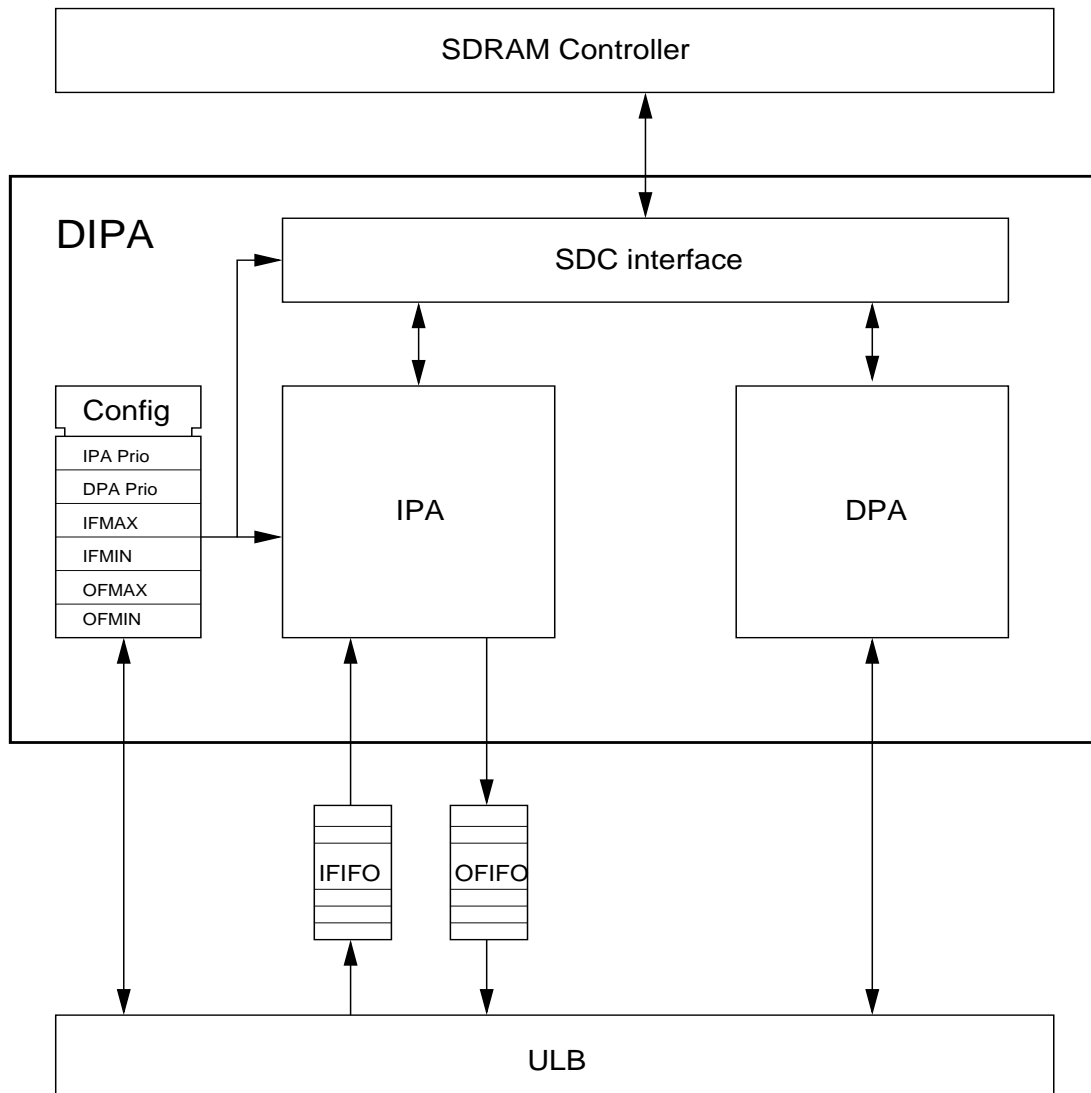 SDRAM Controller
DIPA
SDC interface
Config
IPA Prio
DPA Prio
IFMAX
IFMIN
OFMAX
OFMIN
IPA
DPA
IFIFO
OFIFO
ULB